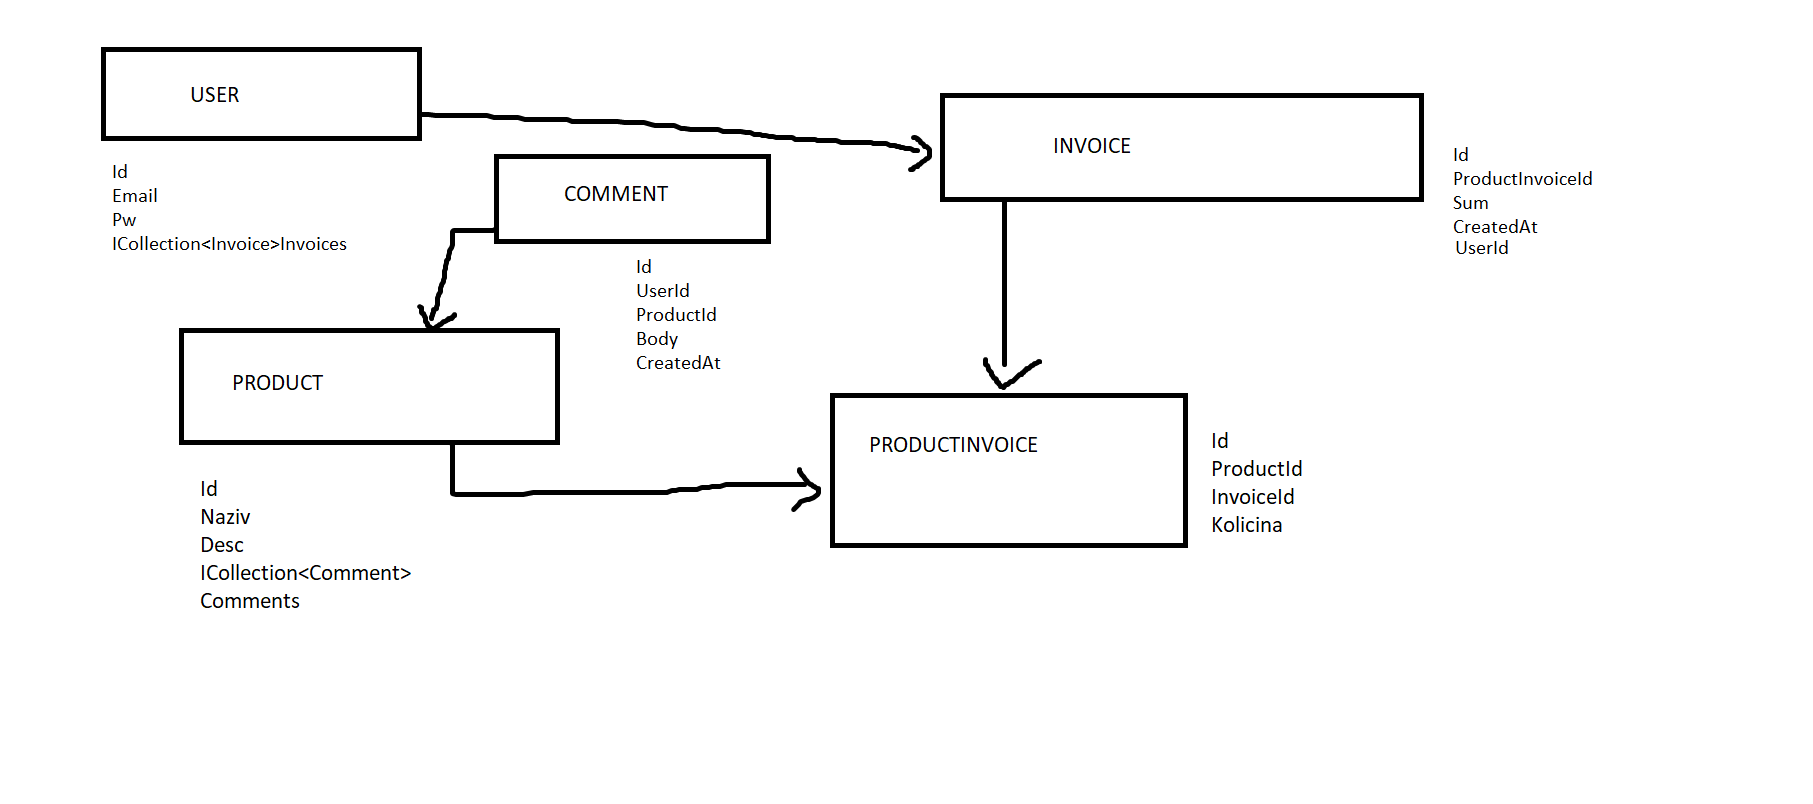 USER
Id
Email
Pw
ICollection<Invoice>Invoices
COMMENT
Id
UserId
ProductId
Body
CreatedAt
INVOICE
Id
ProductInvoiceId
Sum
CreatedAt
UserId
PRODUCT
Id
Naziv
Desc
ICollection<Comment>
Comments
PRODUCTINVOICE
Id
ProductId
InvoiceId
Kolicina